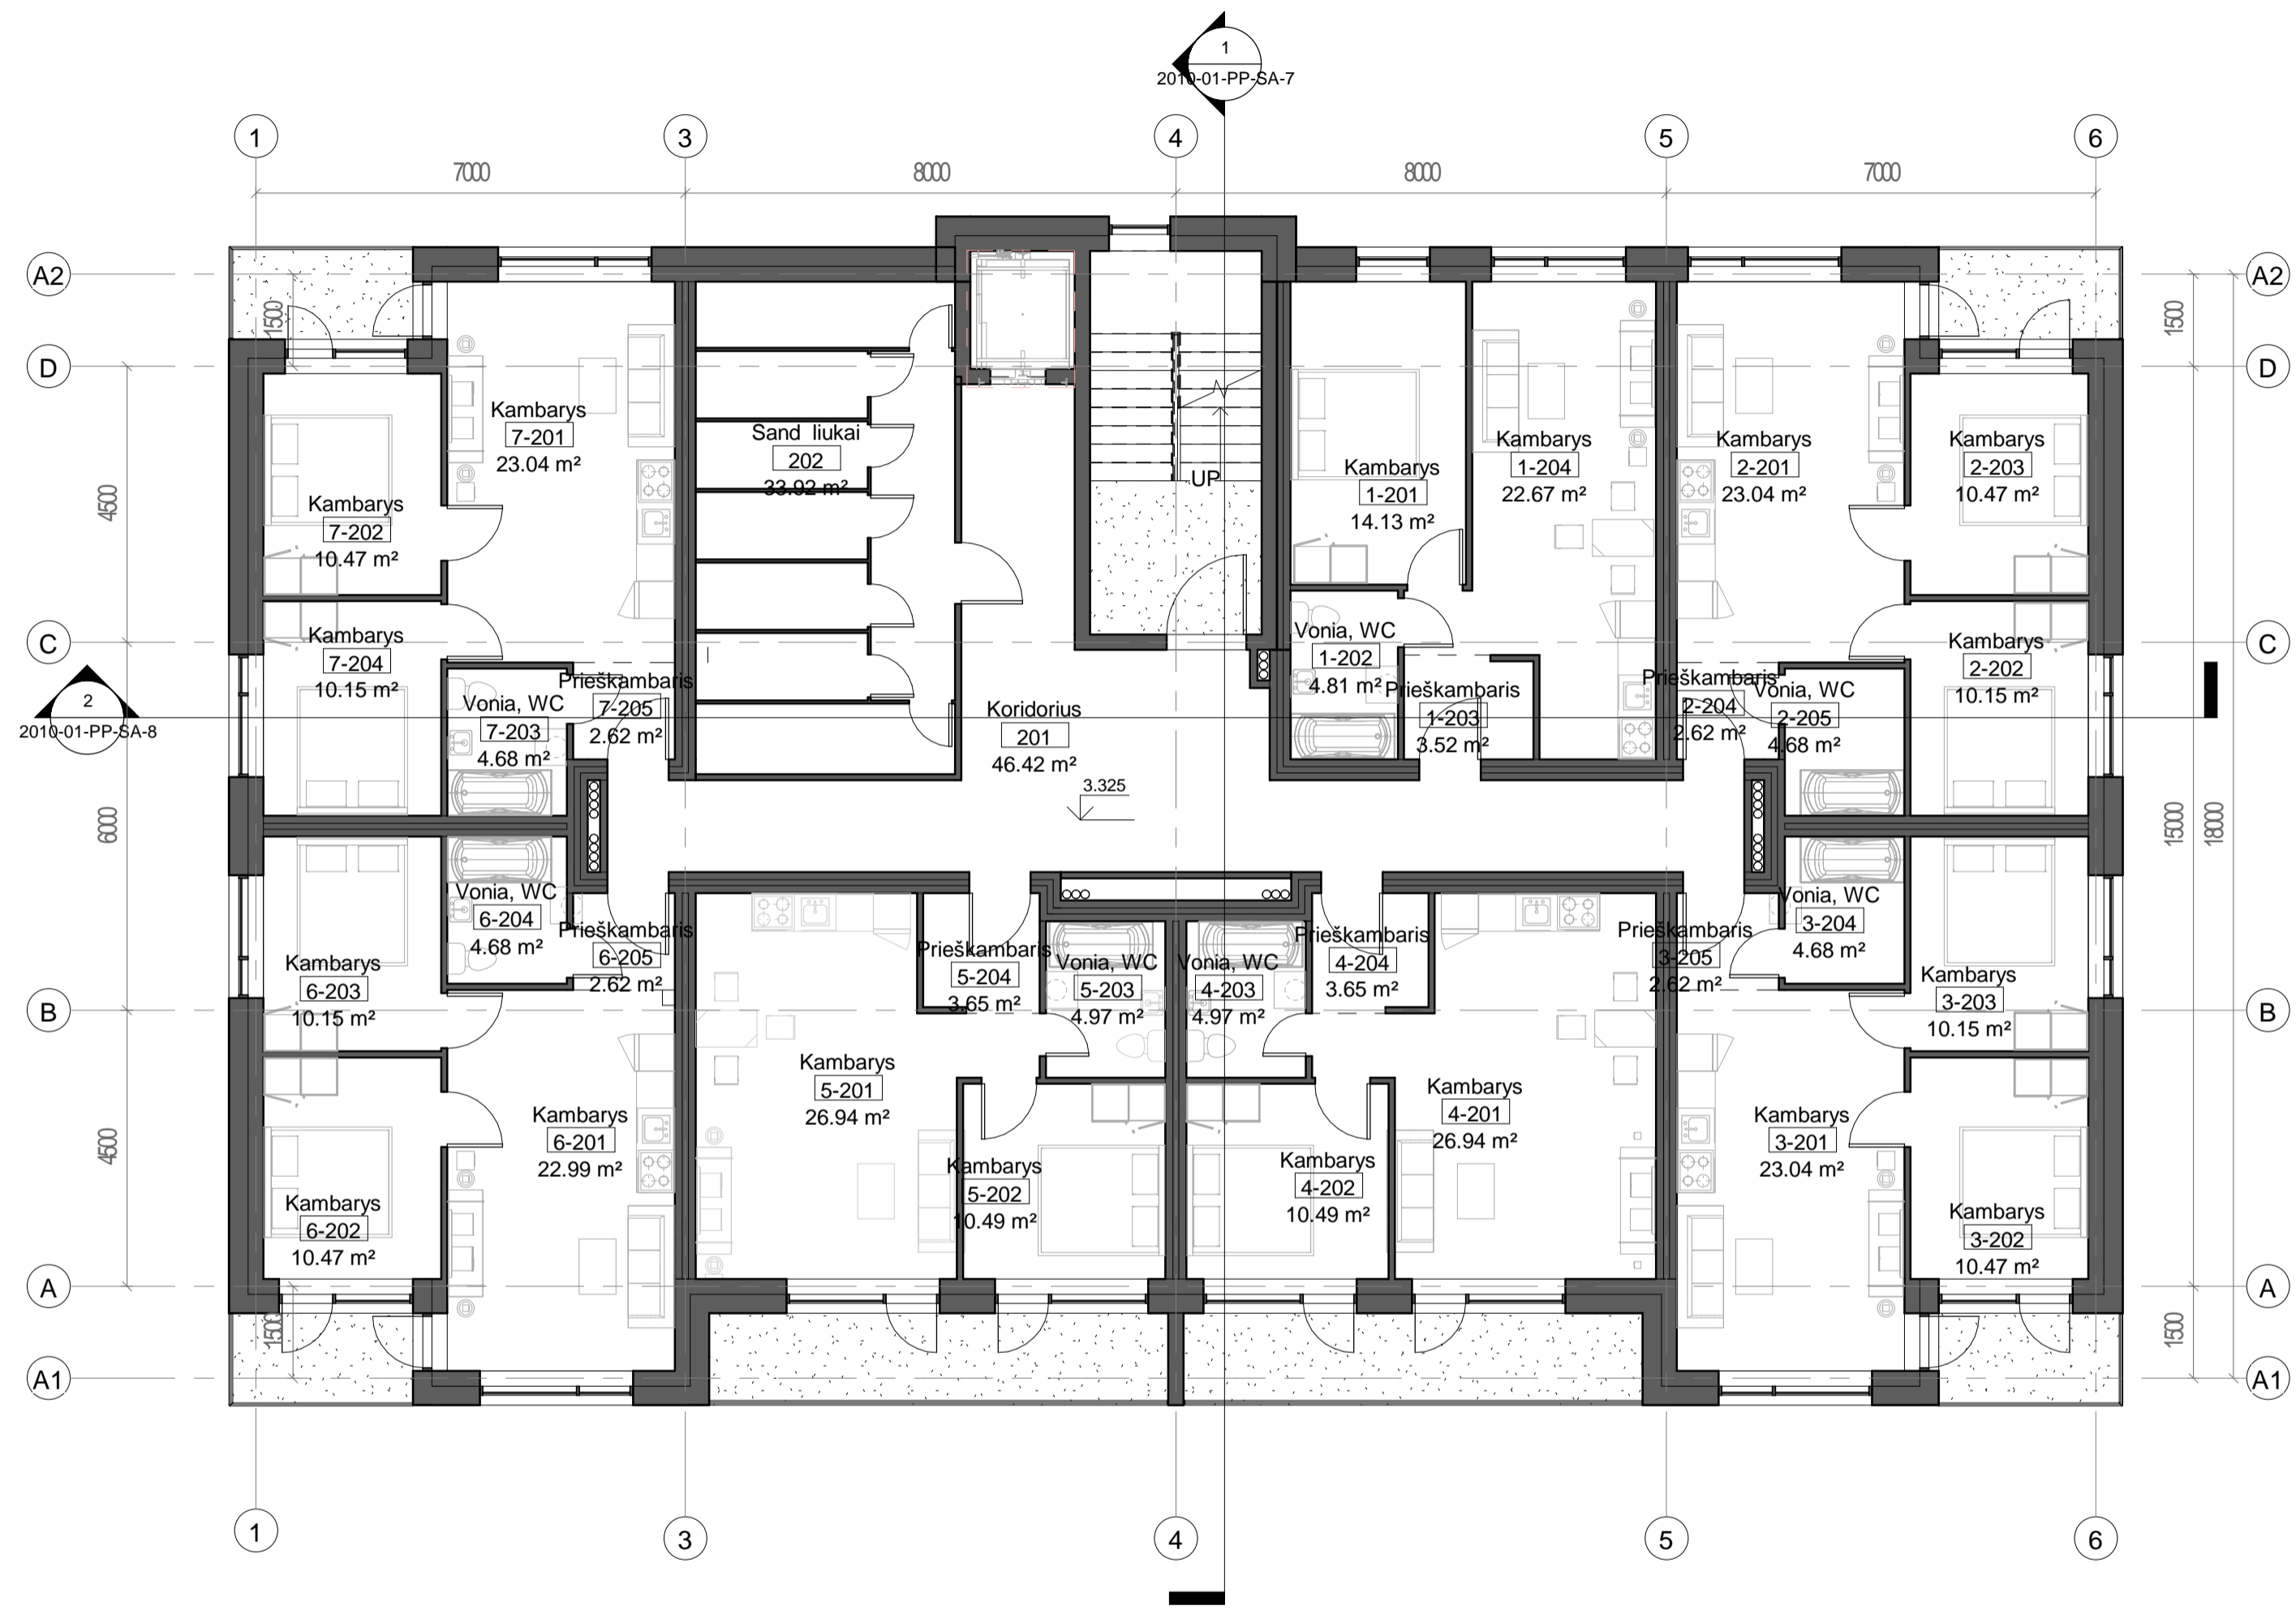 1
2010-01-PP-SA-7
1
3
4
5
6
7000
8000
8000
7000
A2
A2
1500
1500
D
D
Kambarys
7-201
23.04 m²
Sand liukai
202
33.92 m²
Kambarys
1-204
22.67 m²
Kambarys
2-201
23.04 m²
Kambarys
2-203
10.47 m²
Kambarys
1-201
14.13 m²
UP
4500
Kambarys
7-202
10.47 m²
C
C
Kambarys
7-204
10.15 m²
Vonia, WC
1-202
4.81 m²
Kambarys
2-202
10.15 m²
2
2010-01-PP-SA-8
Vonia, WC
7-203
4.68 m²
Prieškambaris
7-205
2.62 m²
Koridorius
201
46.42 m²
Prieškambaris
1-203
3.52 m²
Prieškambaris
2-204
2.62 m²
Vonia, WC
2-205
4.68 m²
3.325
6000
15000
18000
Vonia, WC
6-204
4.68 m²
Prieškambaris
6-205
2.62 m²
Prieškambaris
5-204
3.65 m²
Vonia, WC
5-203
4.97 m²
Vonia, WC
4-203
4.97 m²
Prieškambaris
4-204
3.65 m²
Prieškambaris
3-205
2.62 m²
Vonia, WC
3-204
4.68 m²
Kambarys
6-203
10.15 m²
Kambarys
3-203
10.15 m²
B
B
Kambarys
5-201
26.94 m²
Kambarys
4-201
26.94 m²
Kambarys
6-201
22.99 m²
Kambarys
3-201
23.04 m²
4500
Kambarys
5-202
10.49 m²
Kambarys
4-202
10.49 m²
Kambarys
6-202
10.47 m²
Kambarys
3-202
10.47 m²
A
A
1500
1500
A1
A1
1
3
4
5
6